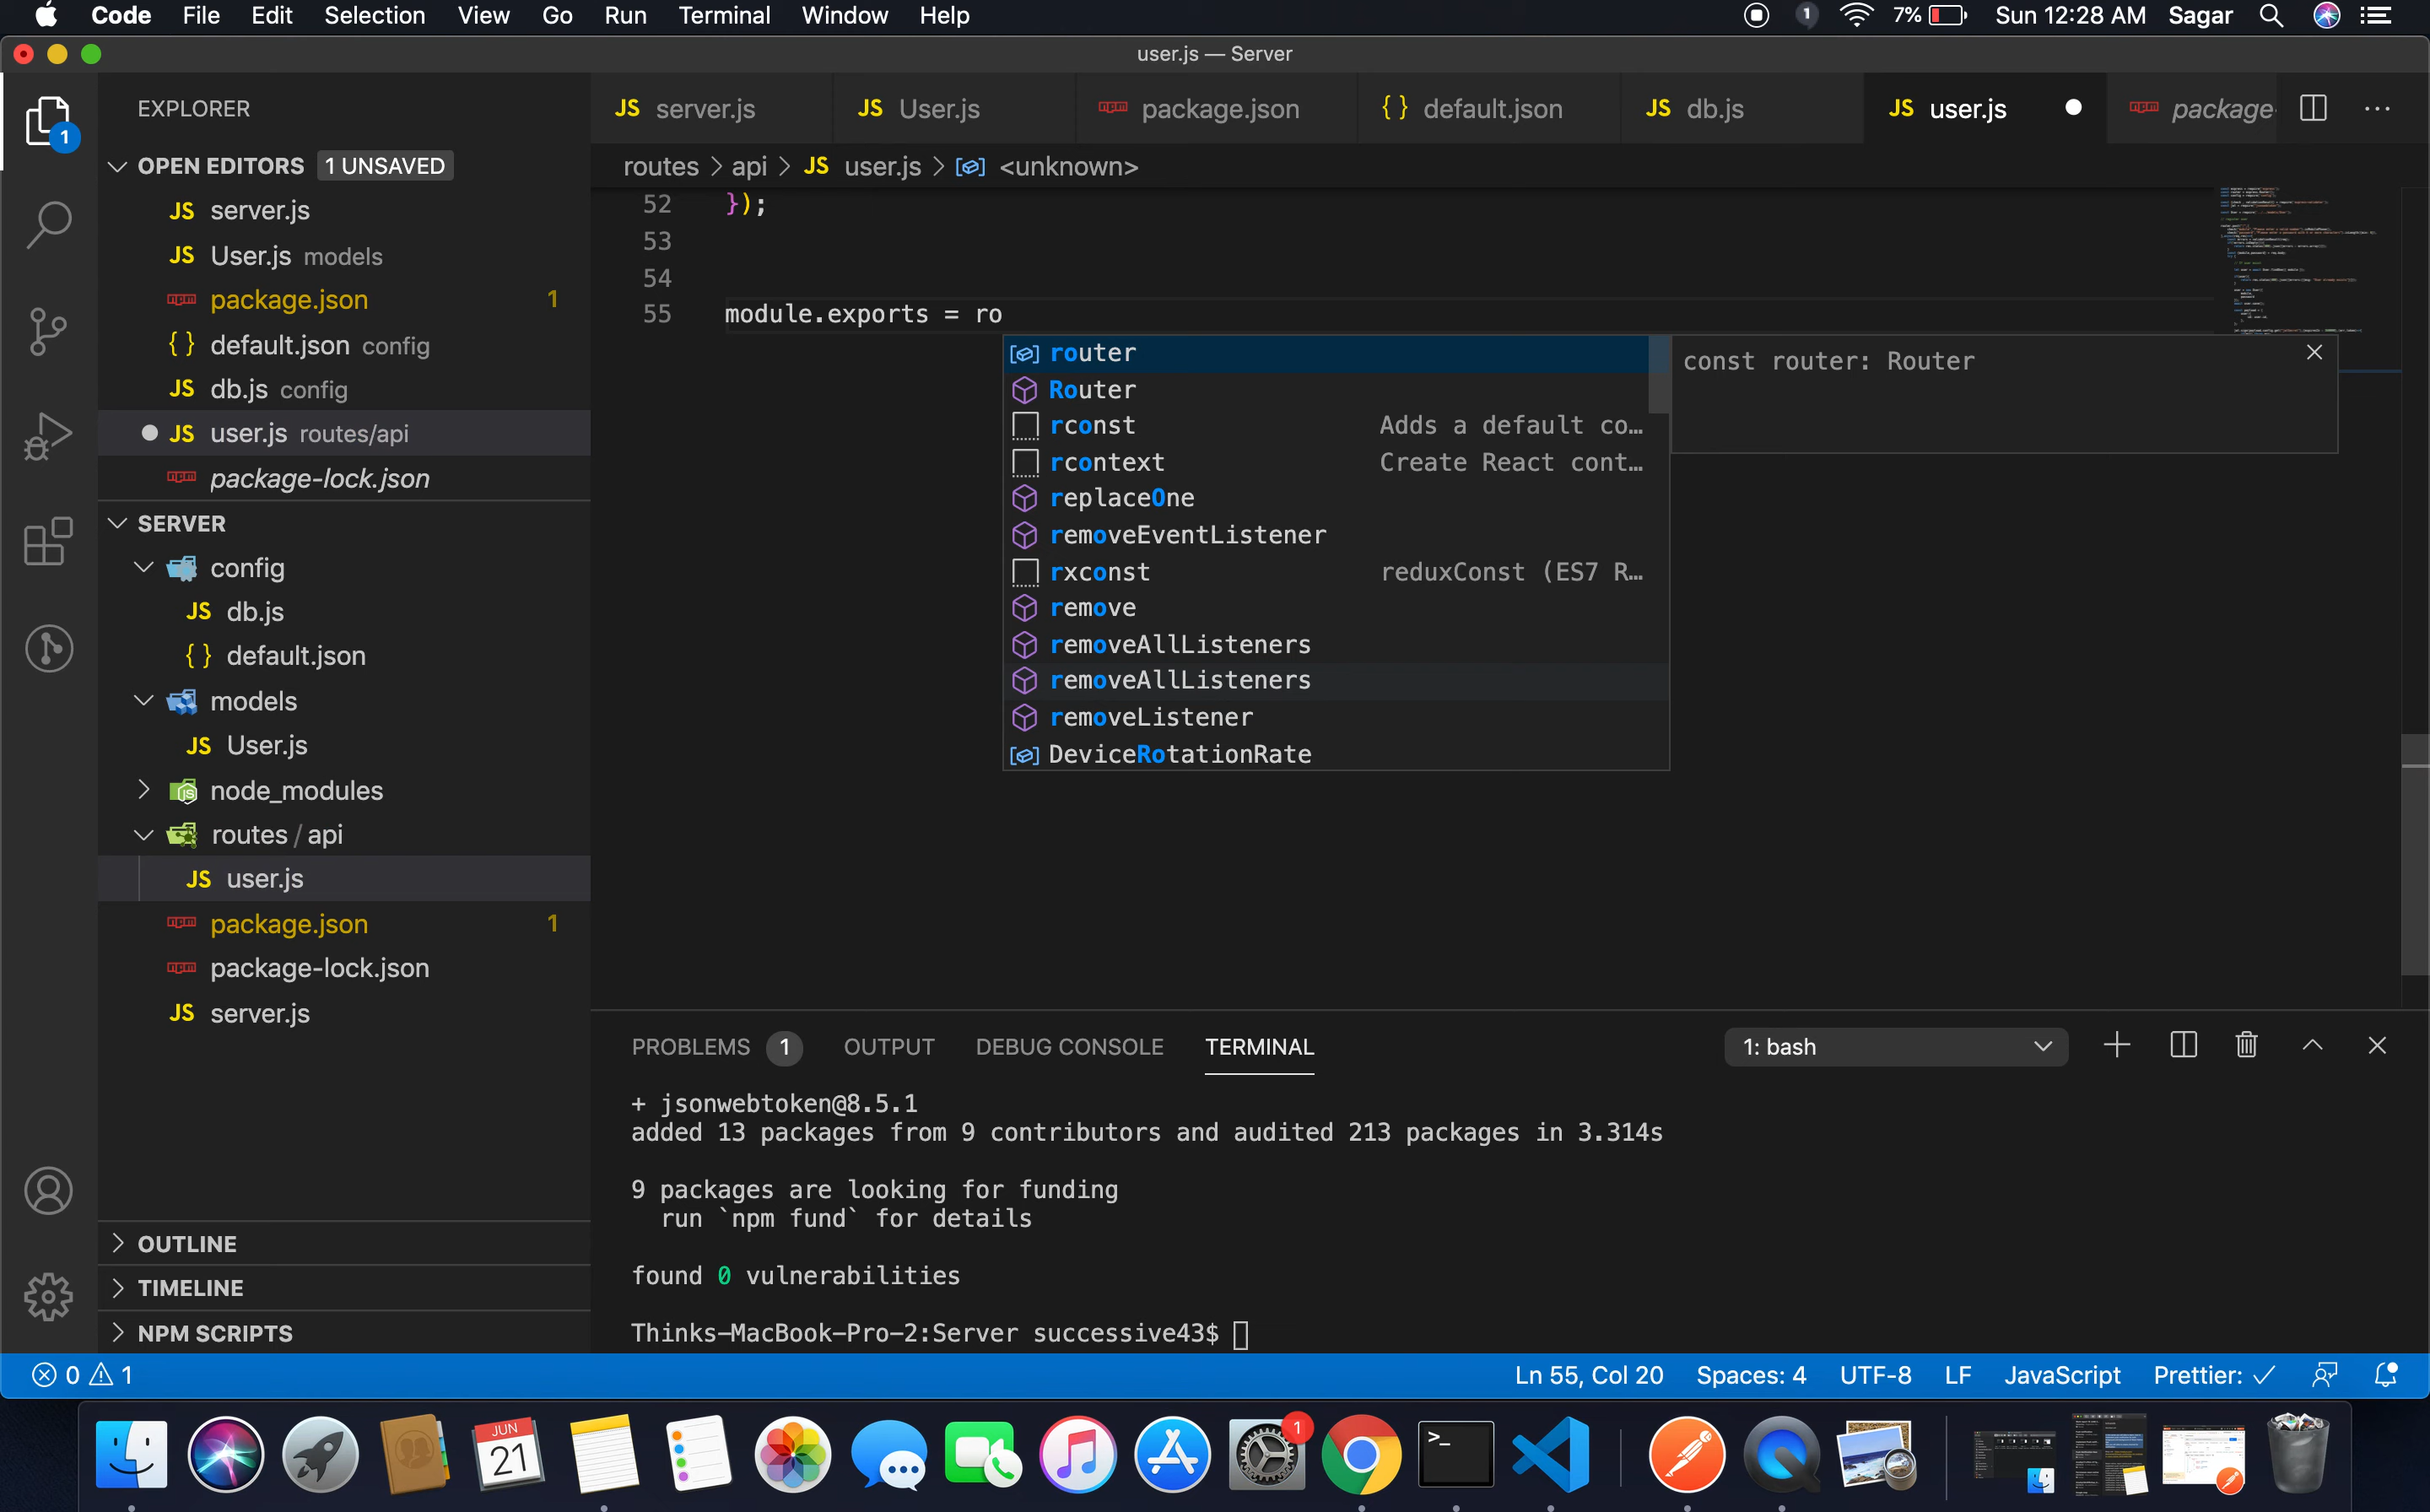 Code File Edit Selection View Go Run Terminal Window Help 1 7% Sun 12:28 AM Sagar
user.js — Server
EXPLORER
JS server.js JS User.js package.json { } default.json JS db.js JS user.js package- ...
1
OPEN EDITORS 1 UNSAVED
routes > api > JS user.js > <unknown>
JS server.js
JS User.js models
package.json 1
{ } default.json config
JS db.js config
JS user.js routes/api
package-lock.json
SERVER
config
JS db.js
{ } default.json
models
JS User.js
node_modules
routes / api
JS user.js
package.json 1
package-lock.json
JS server.js
OUTLINE
TIMELINE
NPM SCRIPTS
52 });
53
54
55 module.exports = ro
router
Router
rconst Adds a default co…
rcontext Create React cont…
replaceOne
removeEventListener
rxconst reduxConst (ES7 R…
remove
removeAllListeners
removeAllListeners
removeListener
DeviceRotationRate
const router: Router
PROBLEMS 1 OUTPUT DEBUG CONSOLE TERMINAL 1: bash
+ jsonwebtoken@8.5.1
added 13 packages from 9 contributors and audited 213 packages in 3.314s
9 packages are looking for funding
run `npm fund` for details
found 0 vulnerabilities
Thinks-MacBook-Pro-2:Server successive43$
0 1 Ln 55, Col 20 Spaces: 4 UTF-8 LF JavaScript Prettier: ✓
JUN
21
1
>_